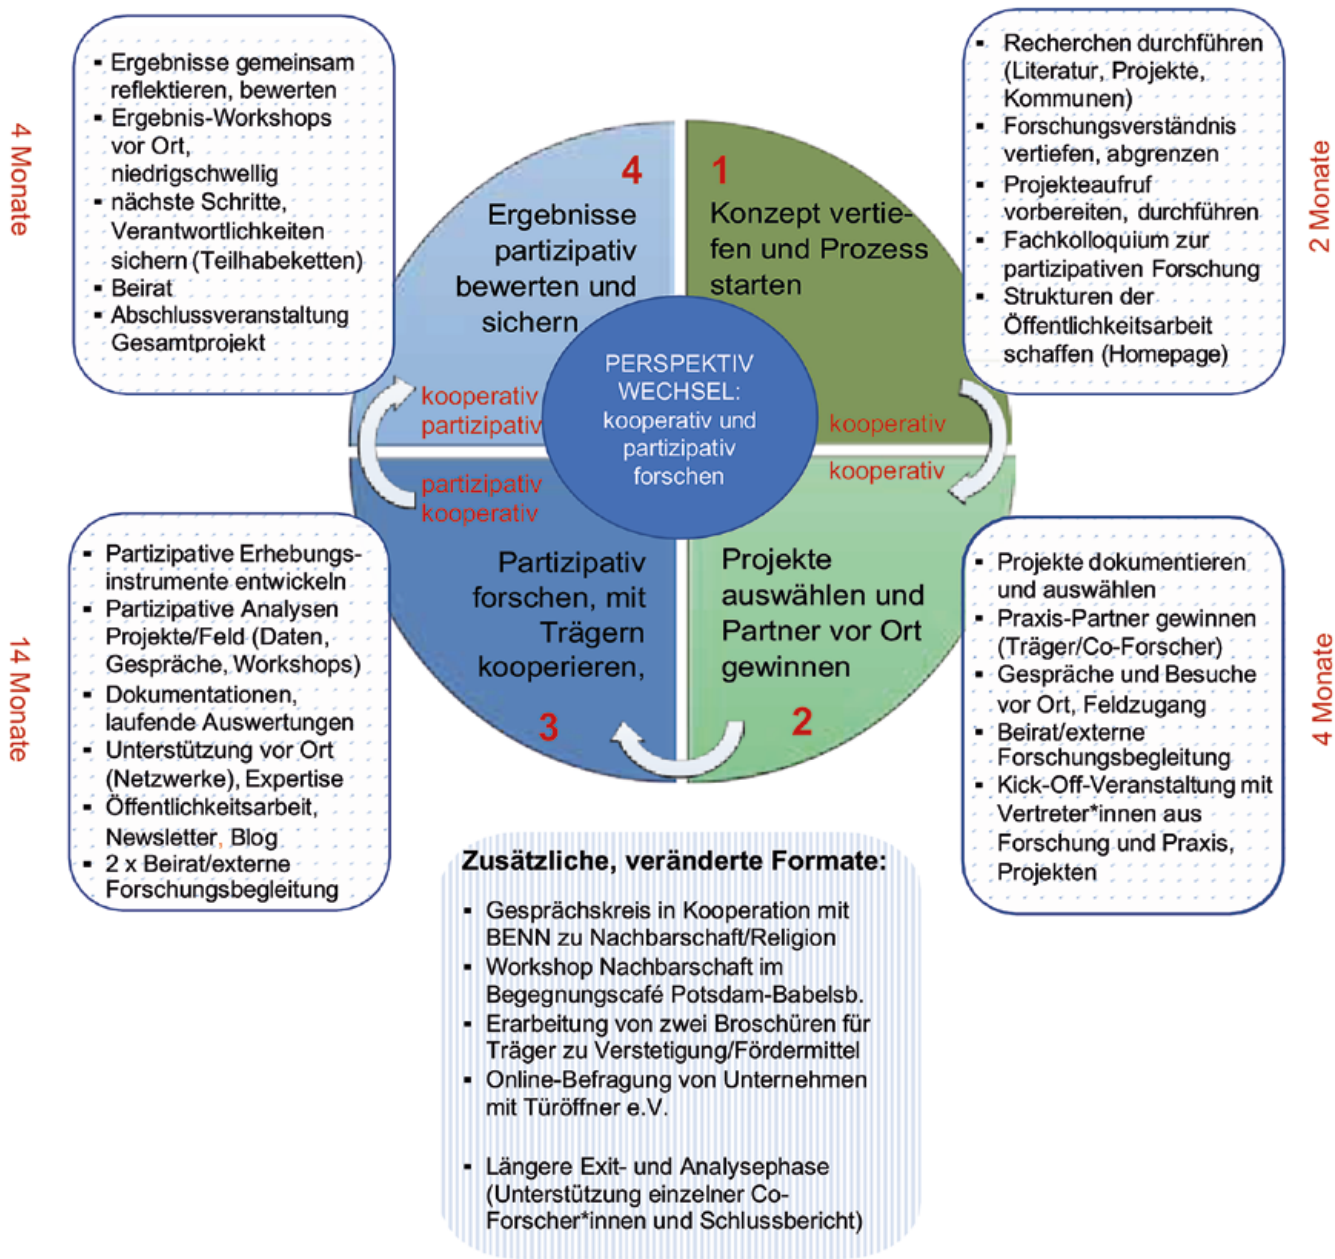 4 Monate
▪ Ergebnisse gemeinsam
reflektieren, bewerten
▪ Ergebnis-Workshops
vor Ort,
niedrigschwellig
▪ nächste Schritte,
Verantwortlichkeiten
sichern (Teilhabeketten)
▪ Beirat
▪ Abschlussveranstaltung
Gesamtprojekt
4
Ergebnisse
partizipativ
bewerten und
sichern
kooperativ
partizipativ
1
Konzept vertie-
fen und Prozess
starten
kooperativ
▪ Recherchen durchführen
(Literatur, Projekte,
Kommunen)
▪ Forschungsverständnis
vertiefen, abgrenzen
▪ Projekteaufruf
vorbereiten, durchführen
▪ Fachkolloquium zur
partizipativen Forschung
▪ Strukturen der
Öffentlichkeitsarbeit
schaffen (Homepage)
2 Monate
PERSPEKTIV
WECHSEL:
kooperativ und
partizipativ
forschen
14 Monate
▪ Partizipative Erhebungs-
instrumente entwickeln
▪ Partizipative Analysen
Projekte/Feld (Daten,
Gespräche, Workshops)
▪ Dokumentationen,
laufende Auswertungen
▪ Unterstützung vor Ort
(Netzwerke), Expertise
▪ Öffentlichkeitsarbeit,
Newsletter, Blog
▪ 2 x Beirat/externe
Forschungsbegleitung
partizipativ
kooperativ
Partizipativ
forschen, mit
Trägern
kooperieren,
3
kooperativ
Projekte
auswählen und
Partner vor Ort
gewinnen
2
▪ Projekte dokumentieren
und auswählen
▪ Praxis-Partner gewinnen
(Träger/Co-Forscher)
▪ Gespräche und Besuche
vor Ort, Feldzugang
▪ Beirat/externe
Forschungsbegleitung
▪ Kick-Off-Veranstaltung mit
Vertreter*innen aus
Forschung und Praxis,
Projekten
4 Monate
Zusätzliche, veränderte Formate:
▪ Gesprächskreis in Kooperation mit
BENN zu Nachbarschaft/Religion
▪ Workshop Nachbarschaft im
Begegnungscafé Potsdam-Babelsb.
▪ Erarbeitung von zwei Broschüren für
Träger zu Verstetigung/Fördermittel
▪ Online-Befragung von Unternehmen
mit Türöffner e.V.
▪ Längere Exit- und Analysephase
(Unterstützung einzelner Co-
Forscher*innen und Schlussbericht)